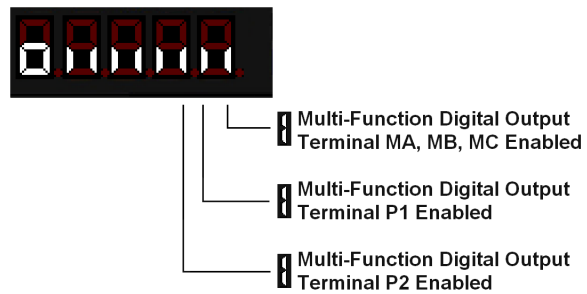 Multi-Function Digital Output
Terminal MA, MB, MC Enabled
Multi-Function Digital Output
Terminal P1 Enabled
Multi-Function Digital Output
Terminal P2 Enabled